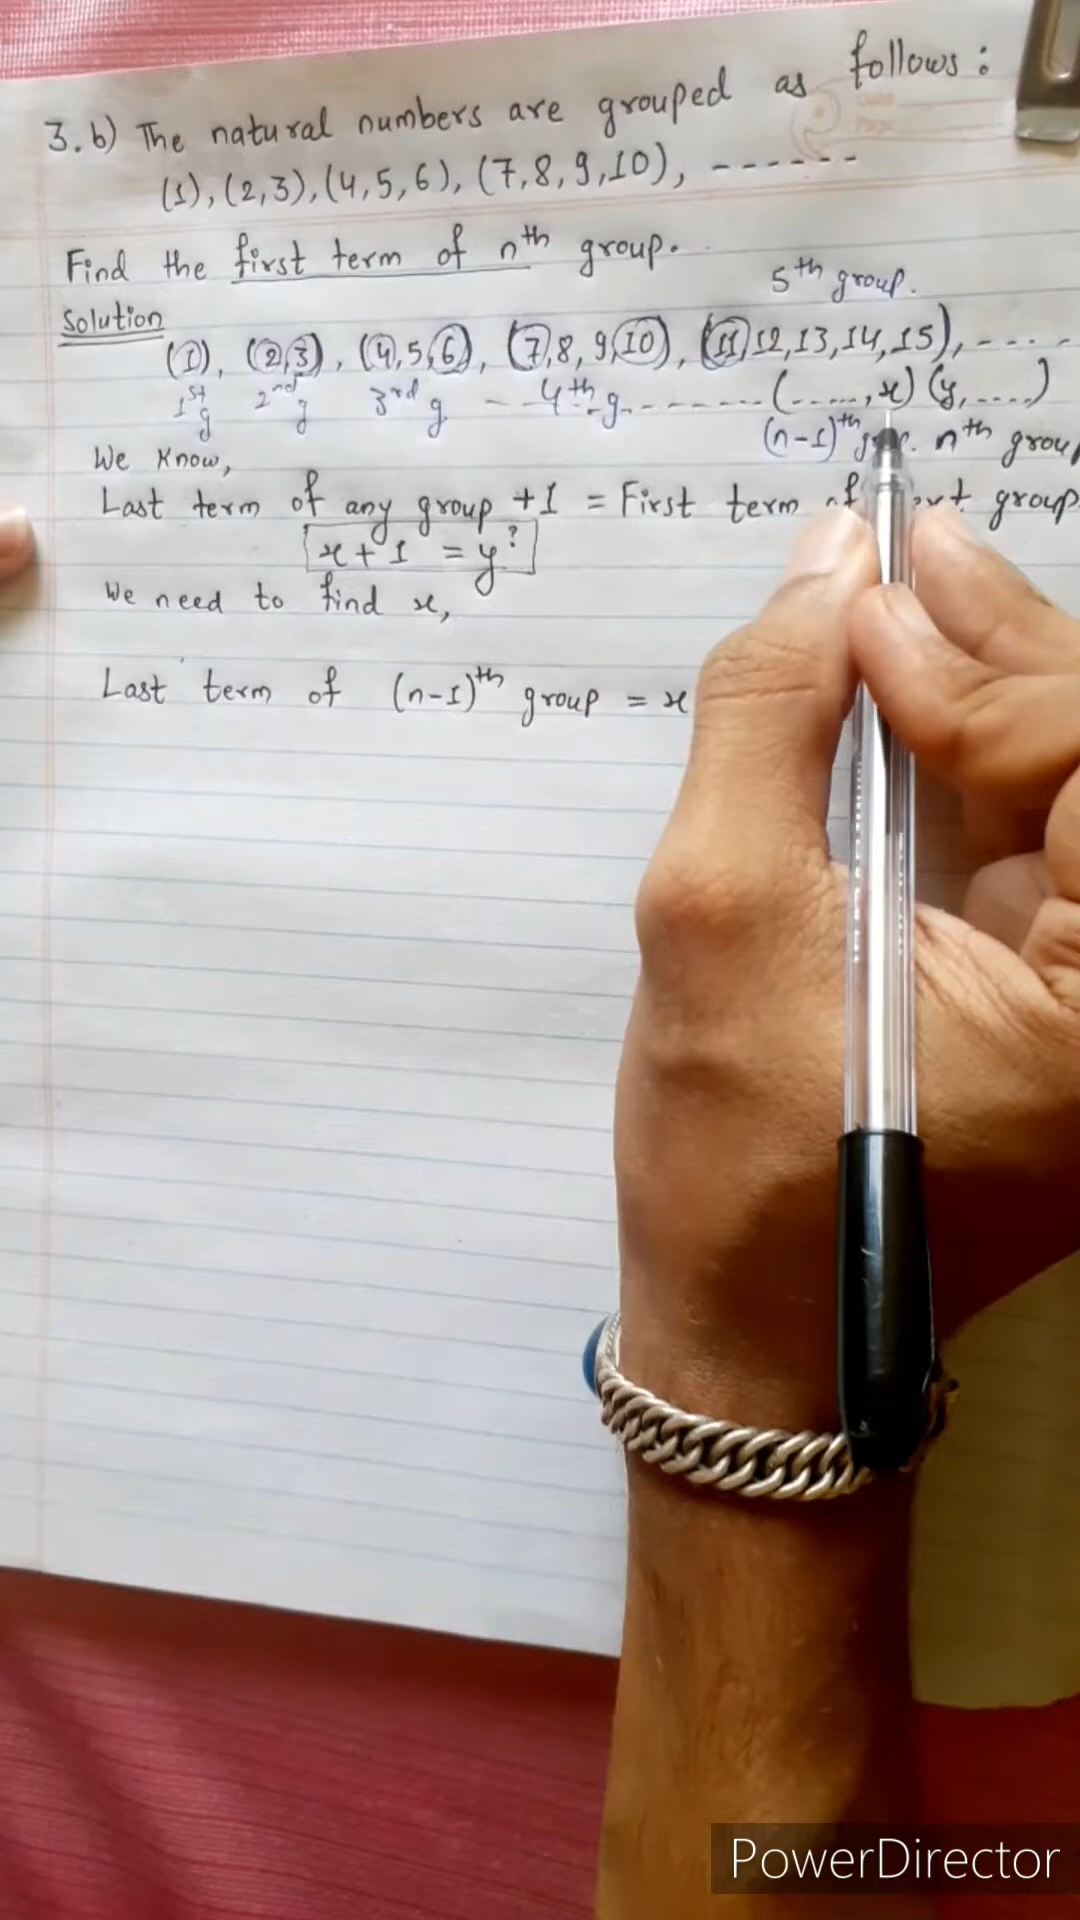 3. b) The natural numbers are grouped as follows:
(1), (2,3), (4,5,6), (7,8,9,10), ------
Find the first term of nth group.
5th group.
Solution
(1), (2,3), (4,5,6), (7,8,9,10), (11,12,13,14,15), ----
1st g 2nd g 3rd g. -- 4th g. ------- (....., x) (y, ....)
(n-1)th nth group
We know,
Last term of any group +1 = First term of group
x + 1 = y?
We need to find x,
Last term of (n-1)th group = x
PowerDirector